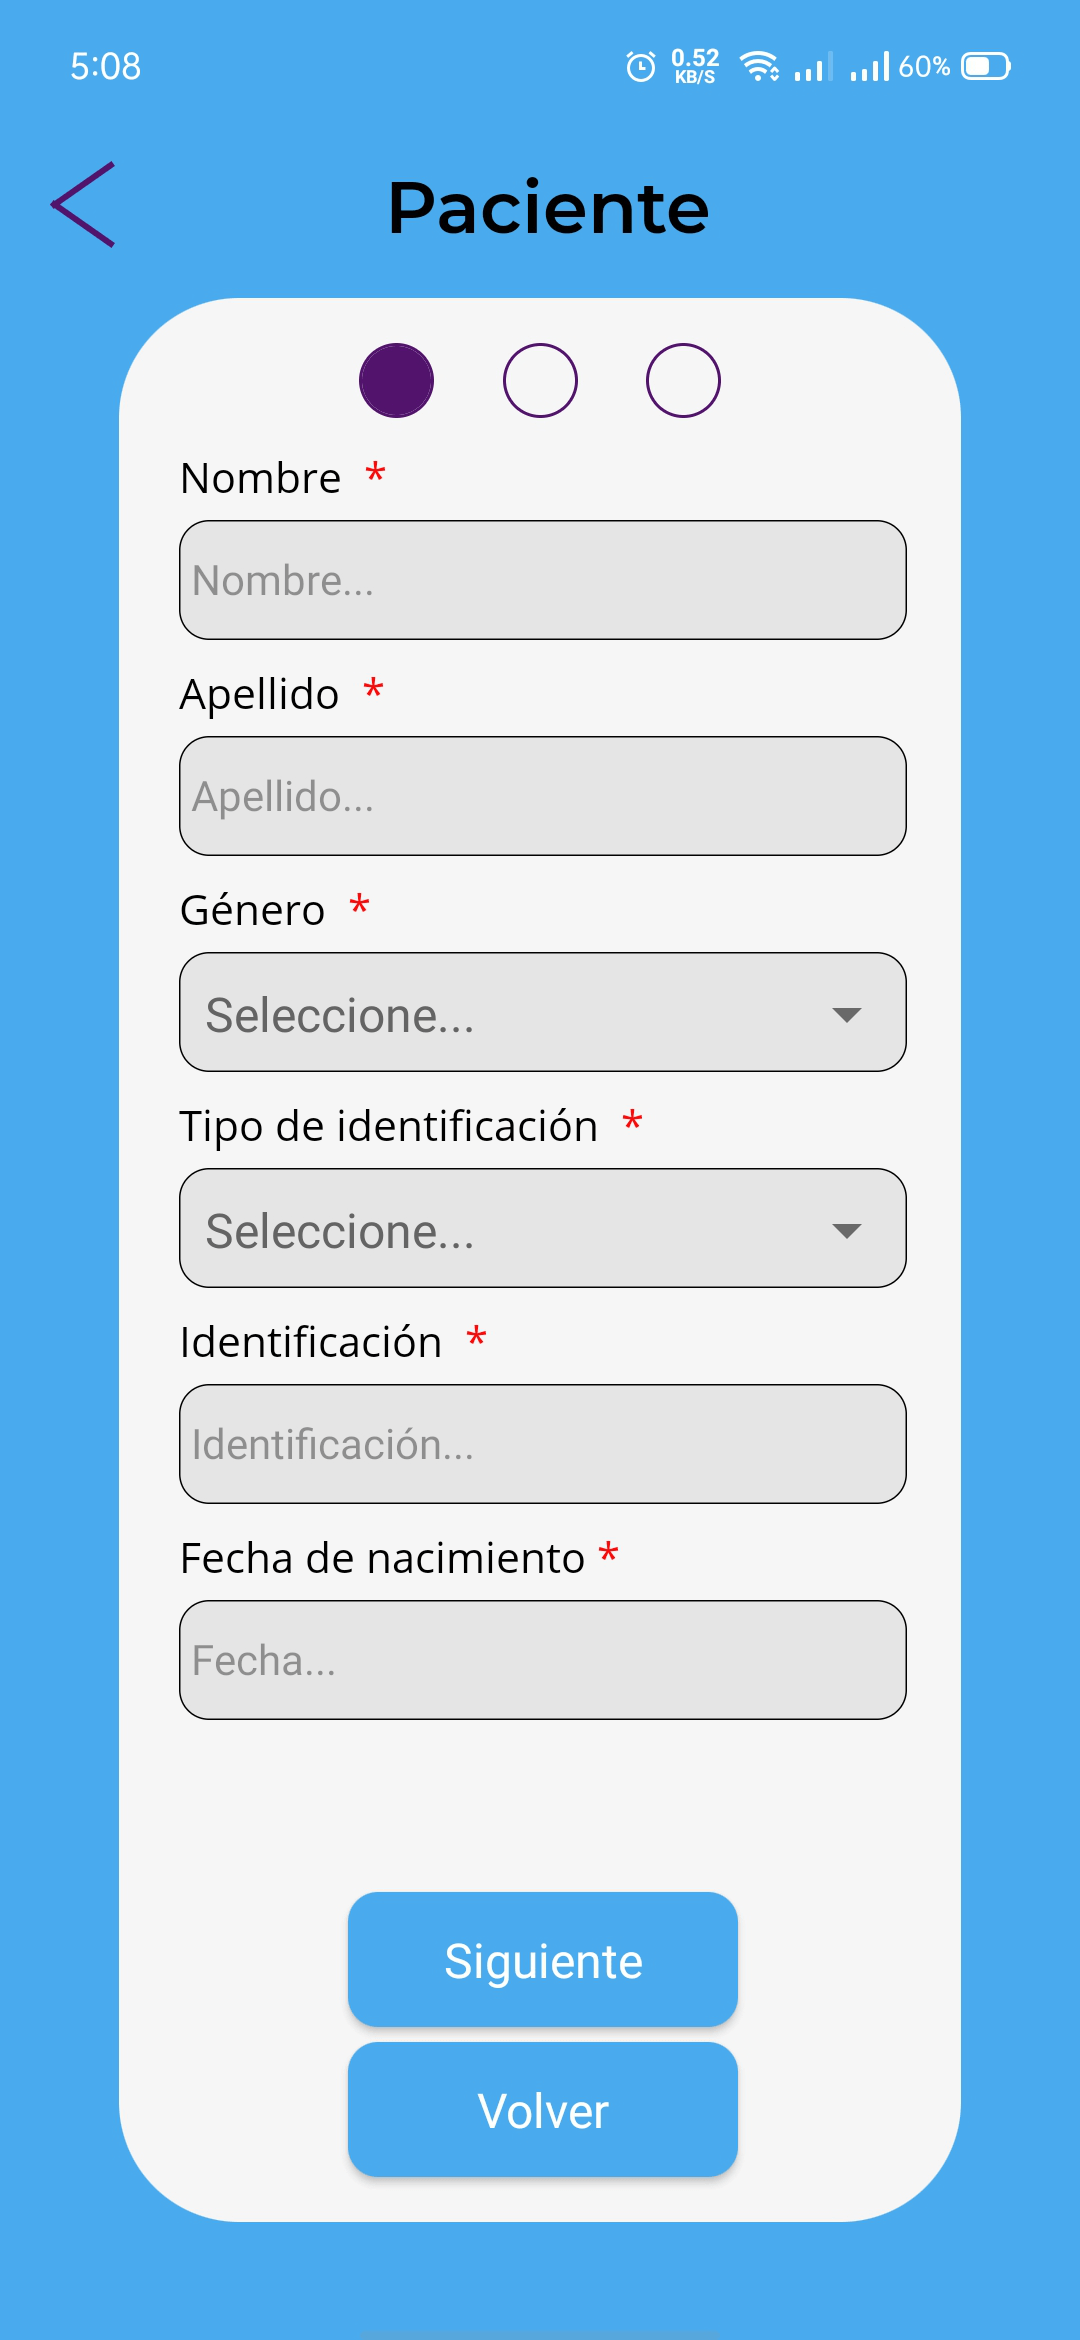 5:08
0.52
KB/S
60%
Paciente
Nombre *
Nombre...
Apellido *
Apellido...
Género *
Seleccione...
Tipo de identificación *
Seleccione...
Identificación *
Identificación...
Fecha de nacimiento *
Fecha...
Siguiente
Volver